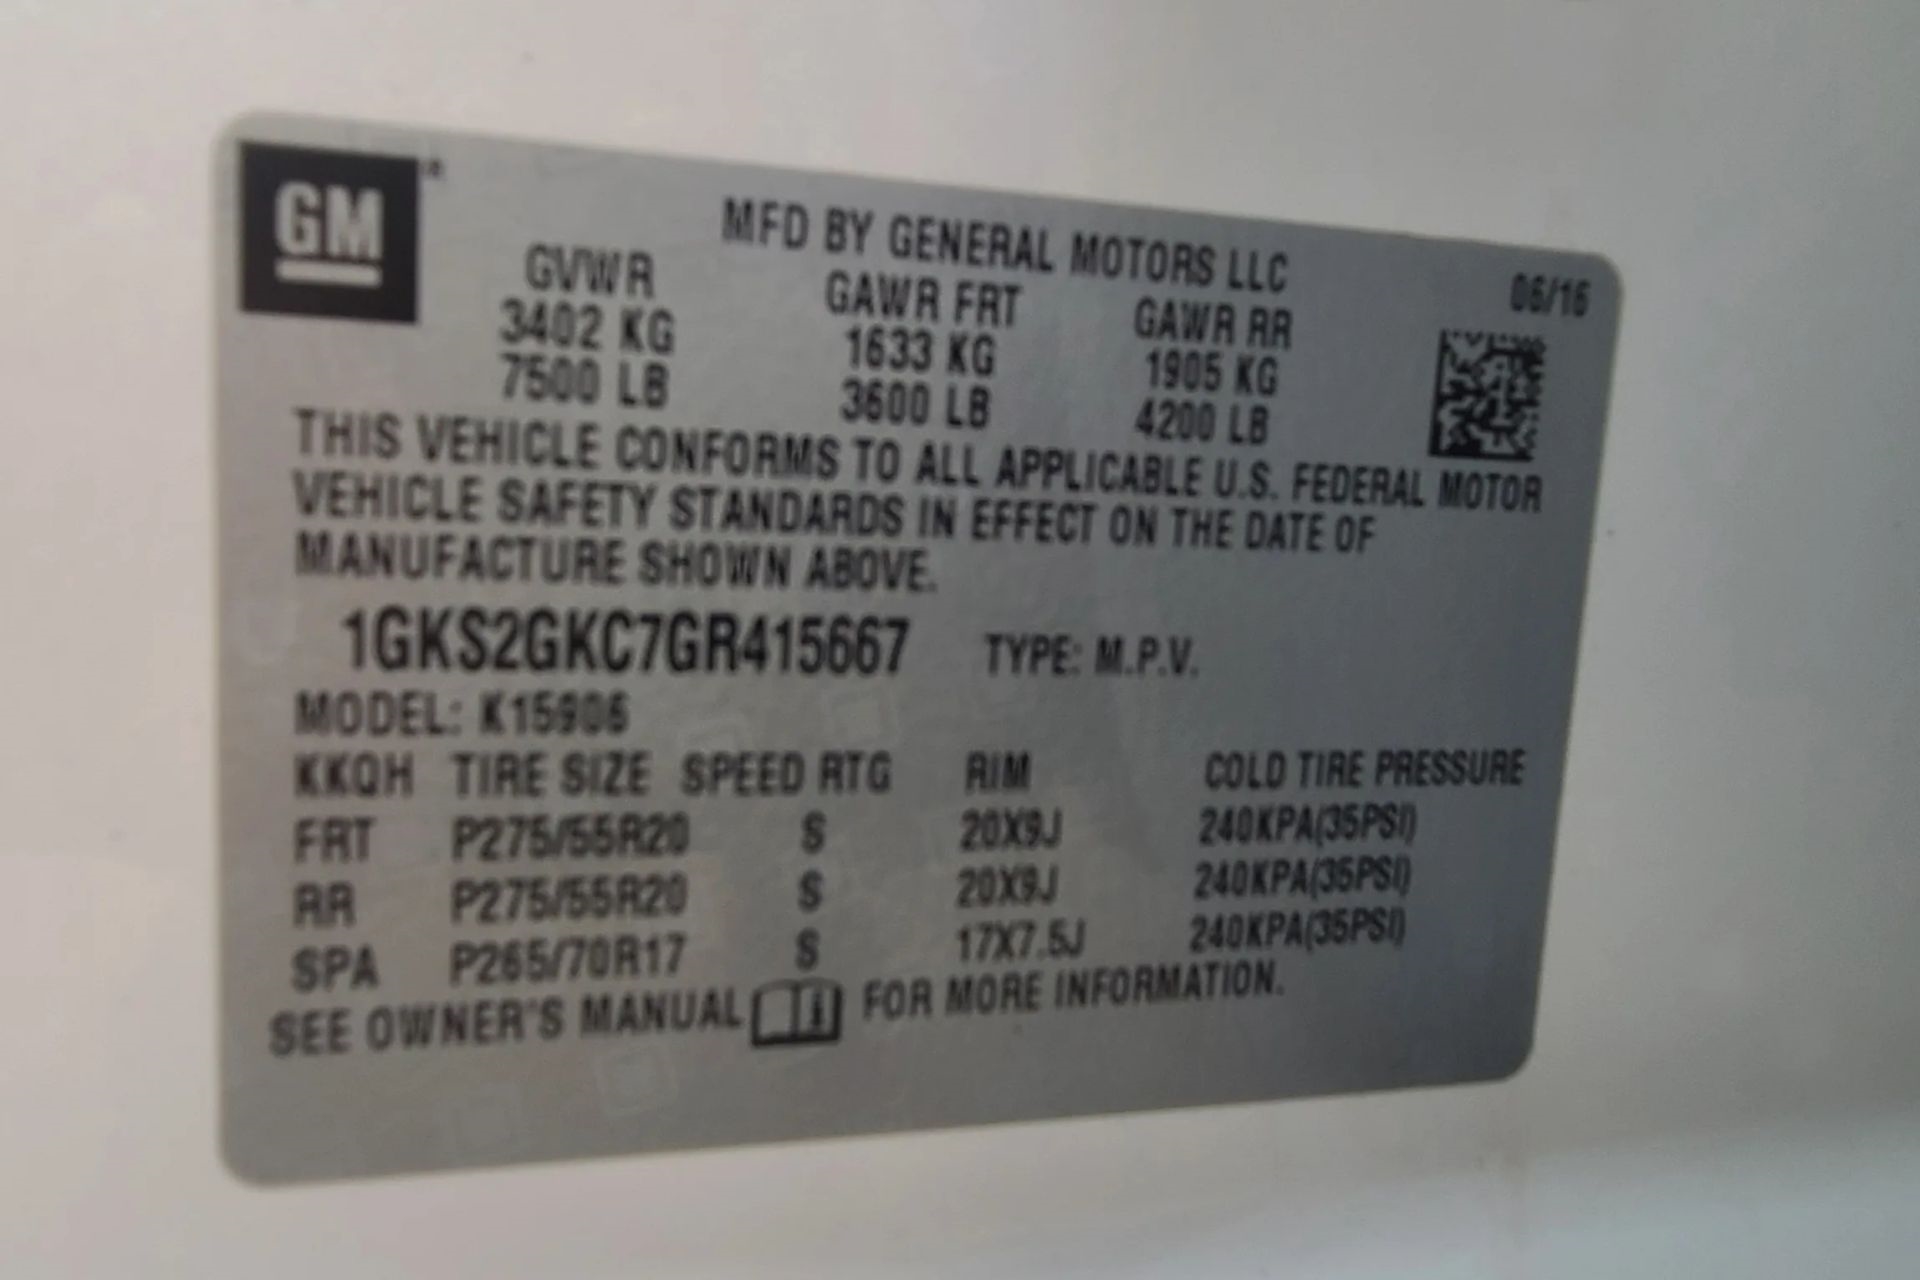 GM
MFD BY GENERAL MOTORS LLC
06/16
GVWR GAWR FRT GAWR RR
3402 KG 1633 KG 1905 KG
7500 LB 3600 LB 4200 LB
THIS VEHICLE CONFORMS TO ALL APPLICABLE U.S. FEDERAL MOTOR
VEHICLE SAFETY STANDARDS IN EFFECT ON THE DATE OF
MANUFACTURE SHOWN ABOVE.
1GKS2GKC7GR415667 TYPE: M.P.V.
MODEL: K15906
KKQH TIRE SIZE SPEED RTG RIM COLD TIRE PRESSURE
FRT P275/55R20 S 20X9J 240KPA(35PSI)
RR P275/55R20 S 20X9J 240KPA(35PSI)
SPA P265/70R17 S 17X7.5J 240KPA(35PSI)
SEE OWNER'S MANUAL FOR MORE INFORMATION.